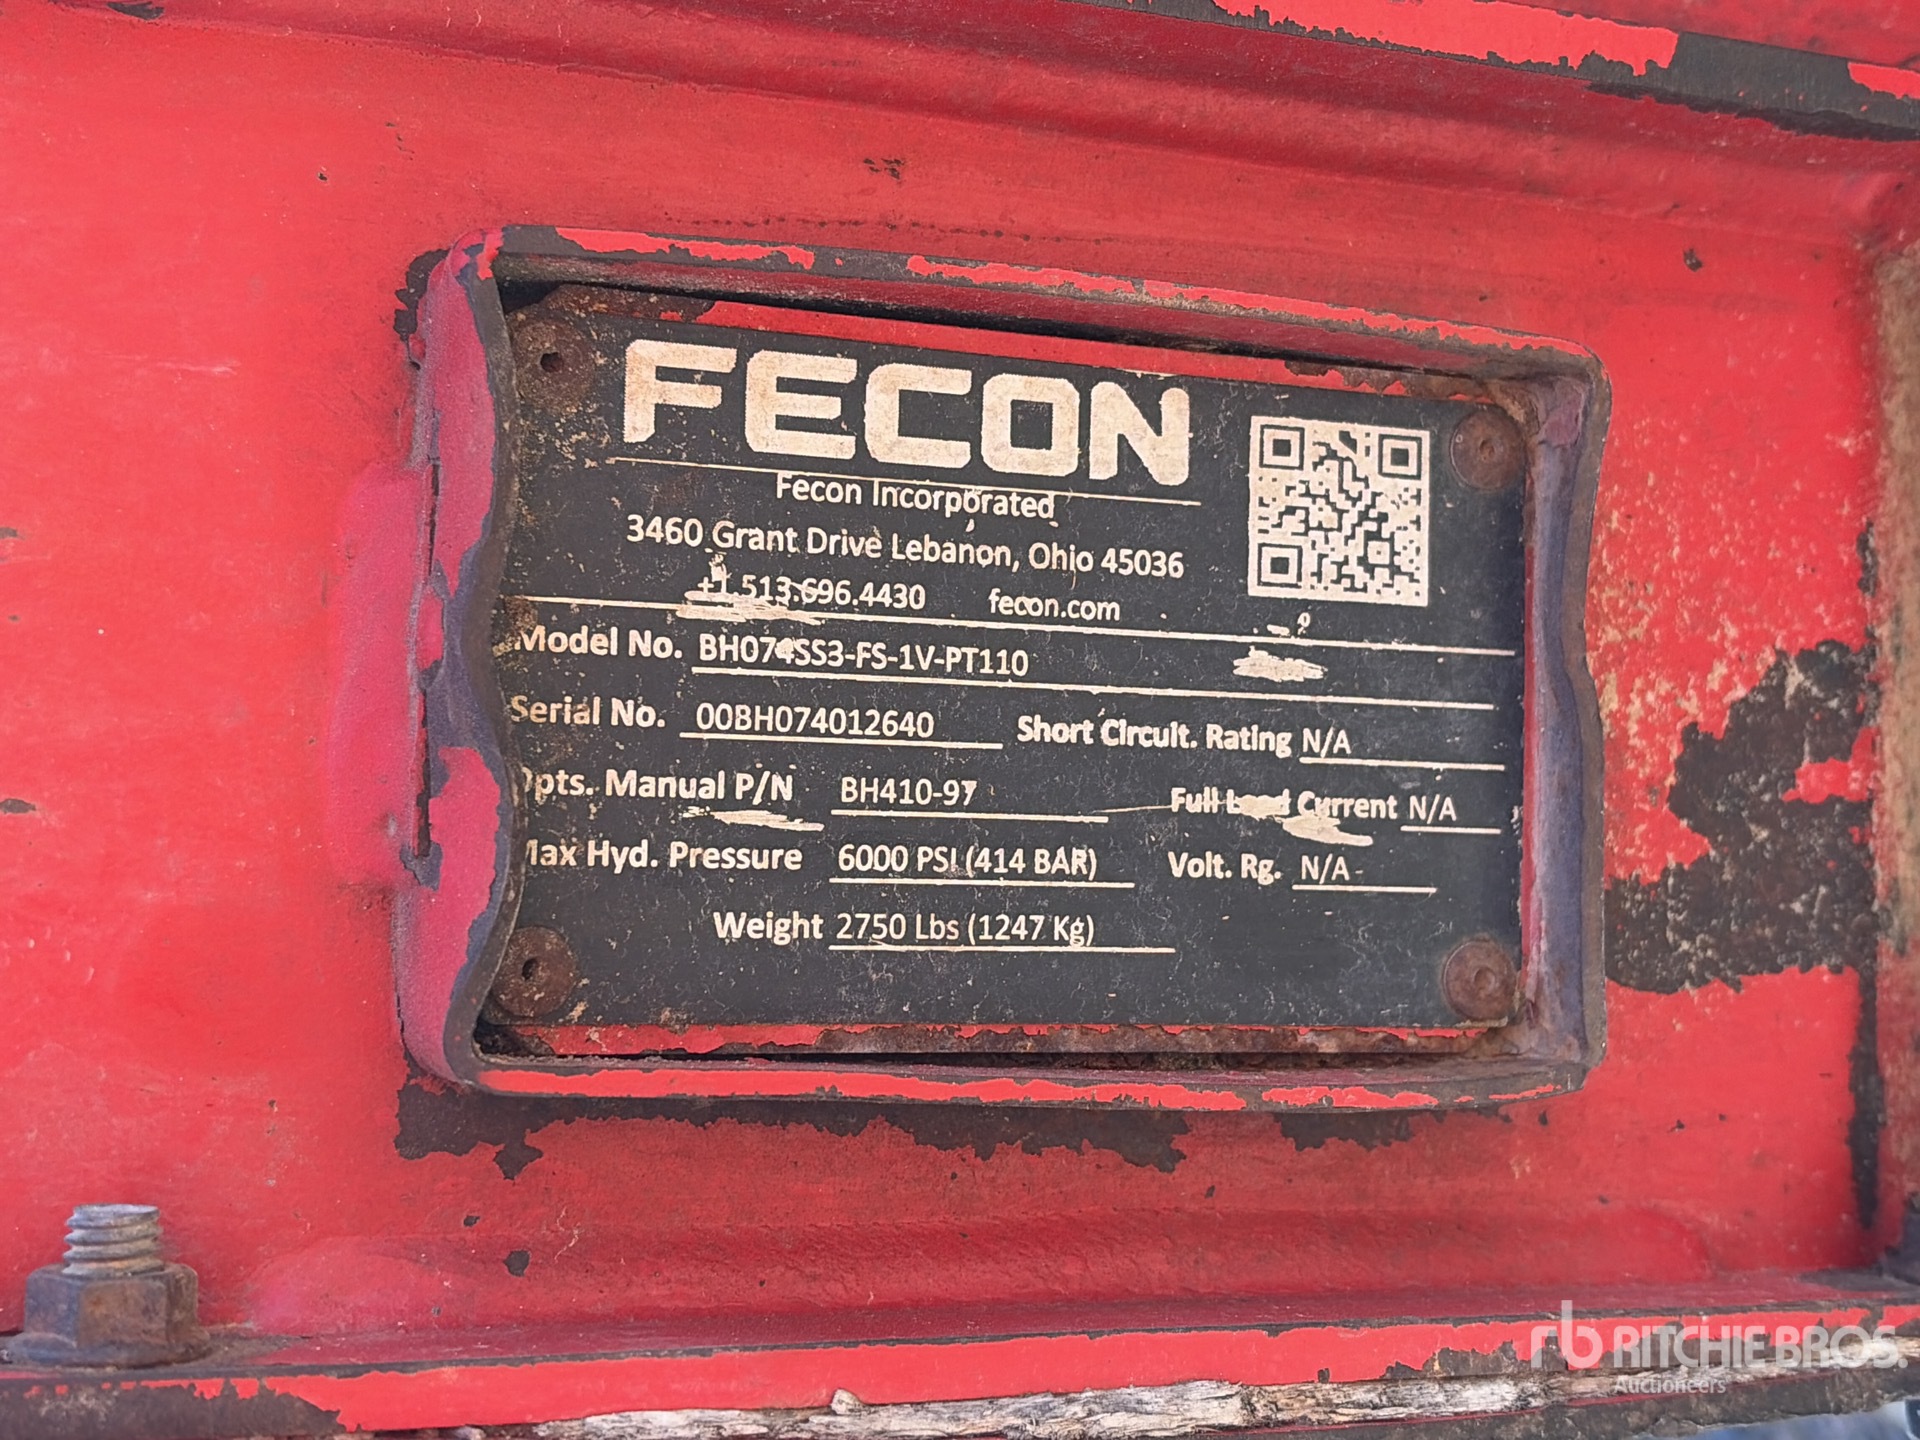 FECON
Fecon Incorporated
3460 Grant Drive Lebanon, Ohio 45036
+1.513.696.4430 fecon.com
Model No. BH074SS3-FS-1V-PT110
Serial No. 00BH074012640 Short Circuit. Rating N/A
Opts. Manual P/N BH410-97 Full Load Current N/A
Max Hyd. Pressure 6000 PSI (414 BAR) Volt. Rg. N/A
Weight 2750 Lbs (1247 Kg)
rb RITCHIE BROS.
Auctioneers